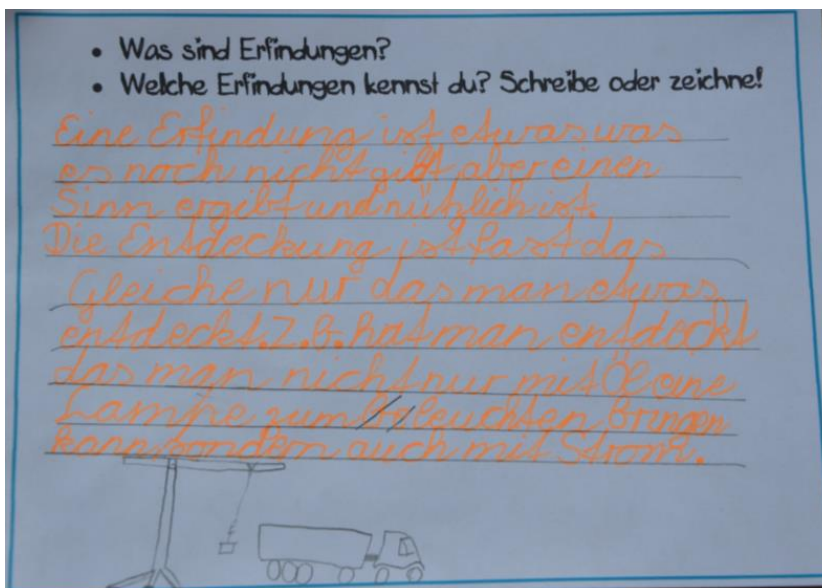 • Was sind Erfindungen?
• Welche Erfindungen kennst du? Schreibe oder zeichne!
Eine Erfindung ist etwas was
es noch nicht gibt aber einen
Sinn ergibt und nützlich ist.
Die Entdeckung ist fast das
Gleiche nur das man etwas
entdeckt. Z.B. hat man entdeckt
das man nicht nur mit Öl eine
Lampe zum leuchten Bringen
kann sondern auch mit Strom.